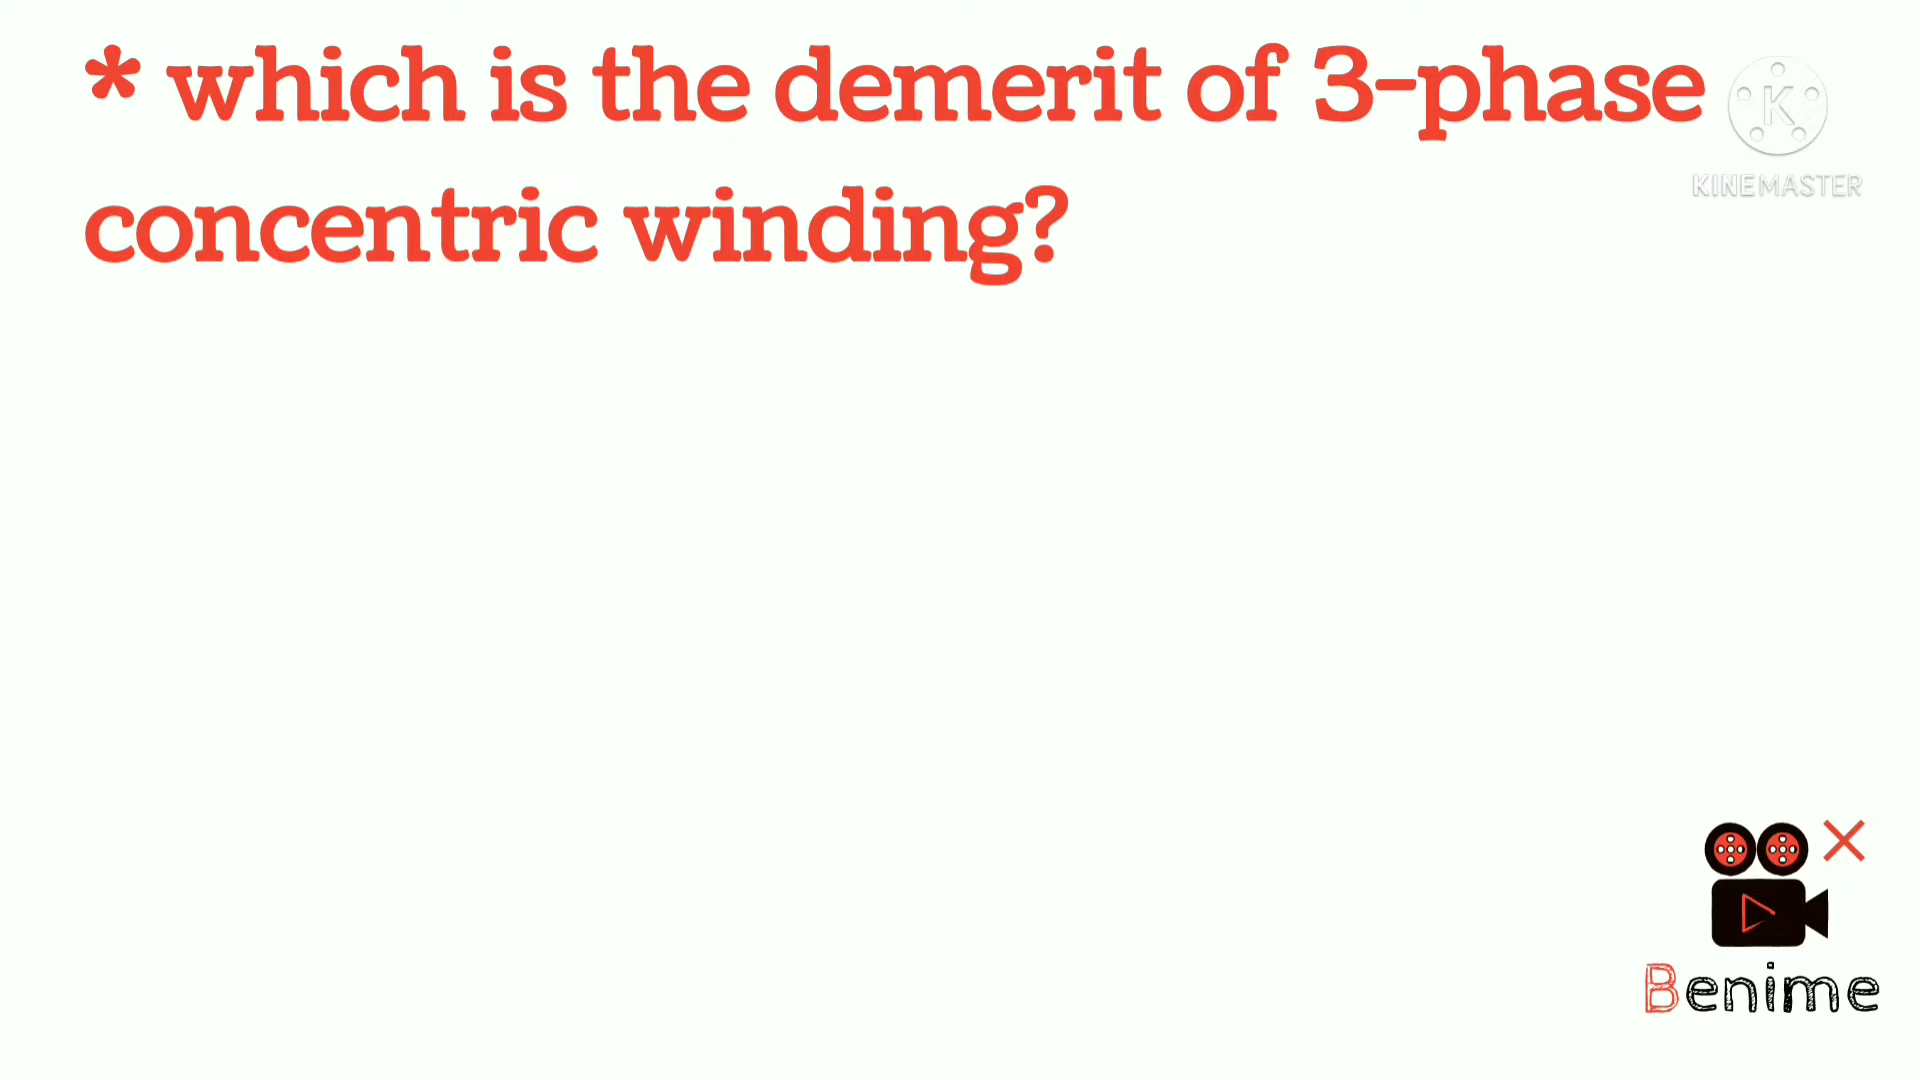 * which is the demerit of 3-phase
concentric winding?
K
KINEMASTER
Benime